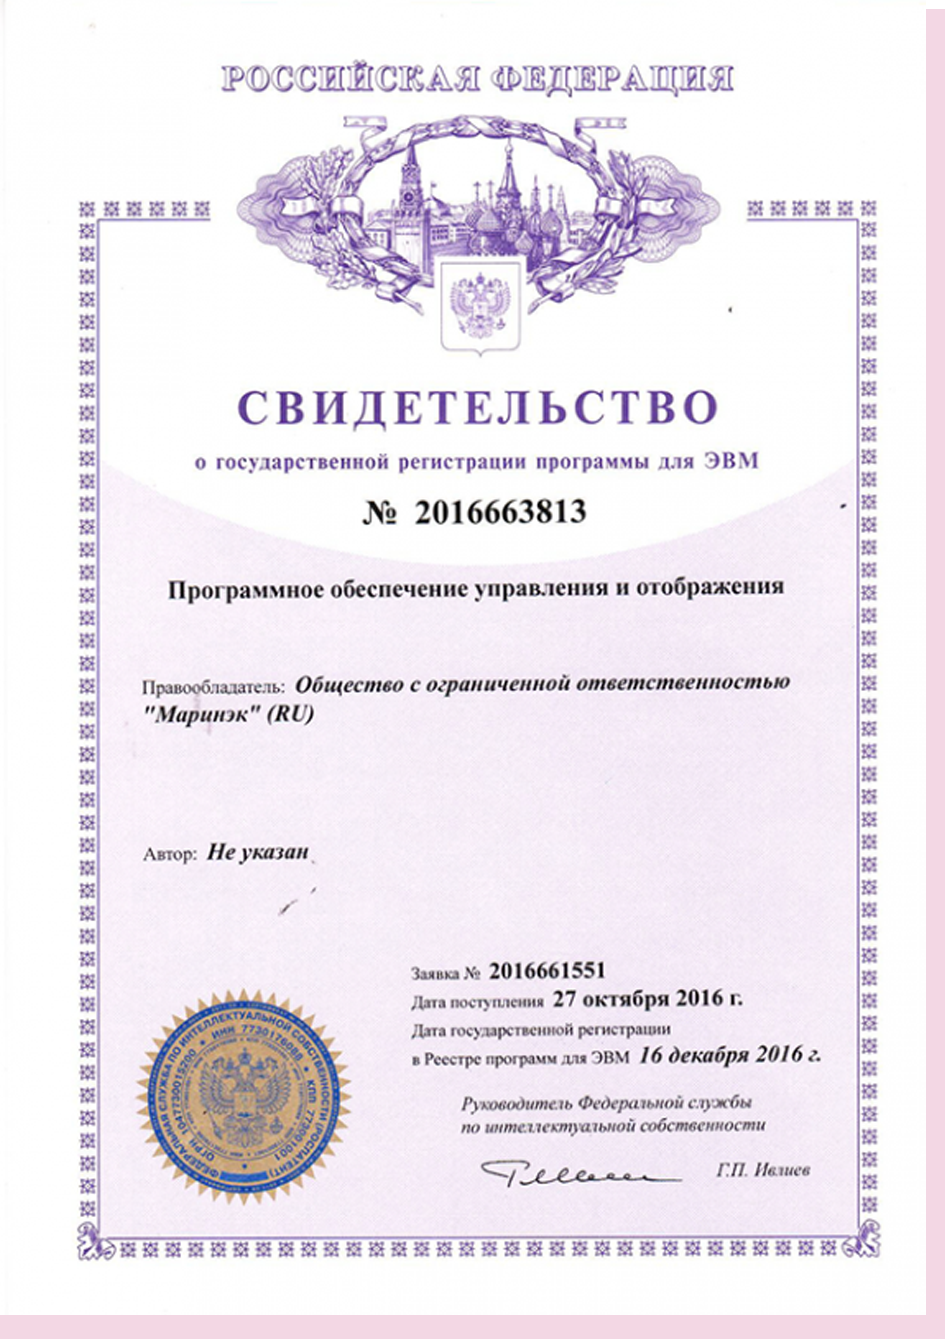 РОССИЙСКАЯ ФЕДЕРАЦИЯ
СВИДЕТЕЛЬСТВО
о государственной регистрации программы для ЭВМ
№ 2016663813
Программное обеспечение управления и отображения
Правообладатель: Общество с ограниченной ответственностью
"Маринэк" (RU)
Автор: Не указан
Заявка № 2016661551
Дата поступления 27 октября 2016 г.
Дата государственной регистрации
в Реестре программ для ЭВМ 16 декабря 2016 г.
Руководитель Федеральной службы
по интеллектуальной собственности
Г.П. Ивлиев
ФЕДЕРАЛЬНАЯ СЛУЖБА ПО ИНТЕЛЛЕКТУАЛЬНОЙ СОБСТВЕННОСТИ (РОСПАТЕНТ)
ОГРН 1047730015200 * ИНН 7730176088 * КПП 773001001